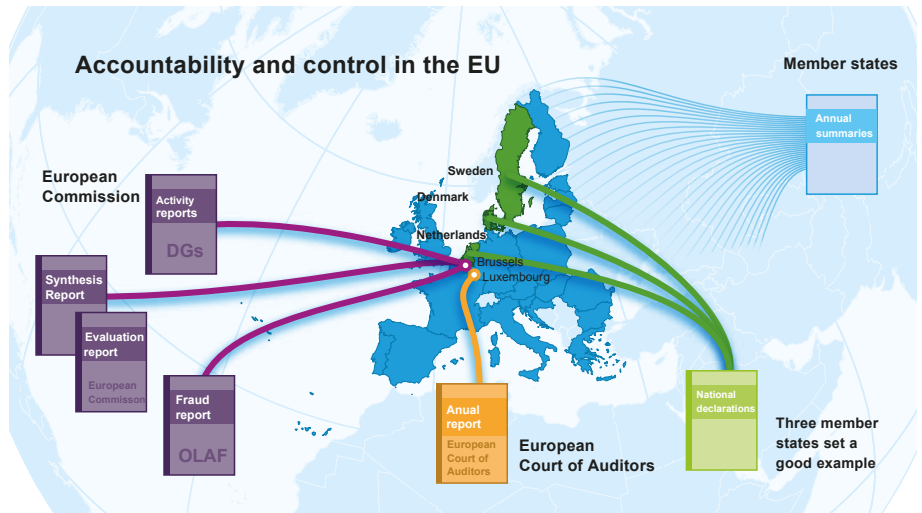 Accountability and control in the EU
Member states
Annual
summaries
European
Commission
Activity
reports
DGs
Sweden
Denmark
Netherlands
Brussels
Luxembourg
Synthesis
Report
Evaluation
report
European
Commisson
Fraud
report
OLAF
Anual
report
European
Court of
Auditors
European
Court of Auditors
National
declarations
Three member
states set a
good example